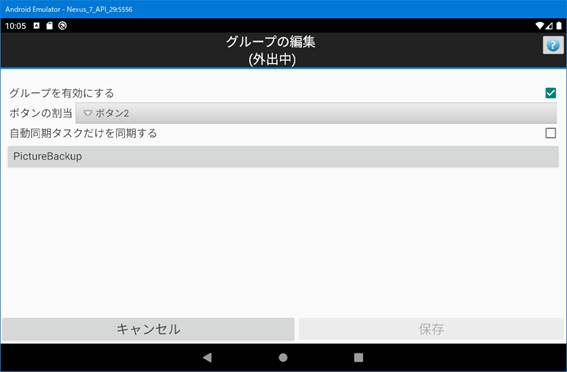 Android Emulator - Nexus_7_API_29:5556
10:05
グループの編集
(外出中)
?
グループを有効にする
ボタンの割当 ボタン2
自動同期タスクだけを同期する
PictureBackup
キャンセル 保存